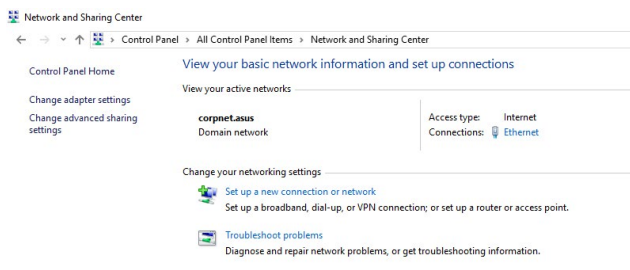 Network and Sharing Center
Control Panel > All Control Panel Items > Network and Sharing Center
Control Panel Home
Change adapter settings
Change advanced sharing
settings
View your basic network information and set up connections
View your active networks
corpnet.asus
Domain network
Access type: Internet
Connections: Ethernet
Change your networking settings
Set up a new connection or network
Set up a broadband, dial-up, or VPN connection; or set up a router or access point.
Troubleshoot problems
Diagnose and repair network problems, or get troubleshooting information.